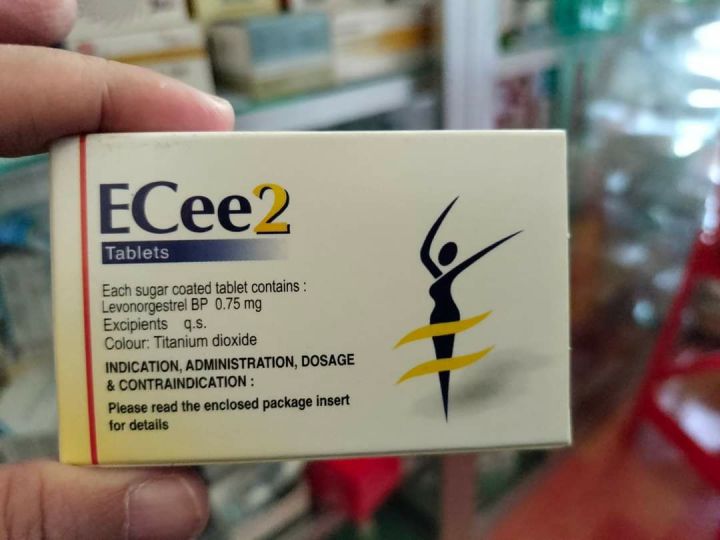 ECee2
Tablets
Each sugar coated tablet contains :
Levonorgestrel BP 0.75 mg
Excipients q.s.
Colour: Titanium dioxide
INDICATION, ADMINISTRATION, DOSAGE
& CONTRAINDICATION :
Please read the enclosed package insert
for details